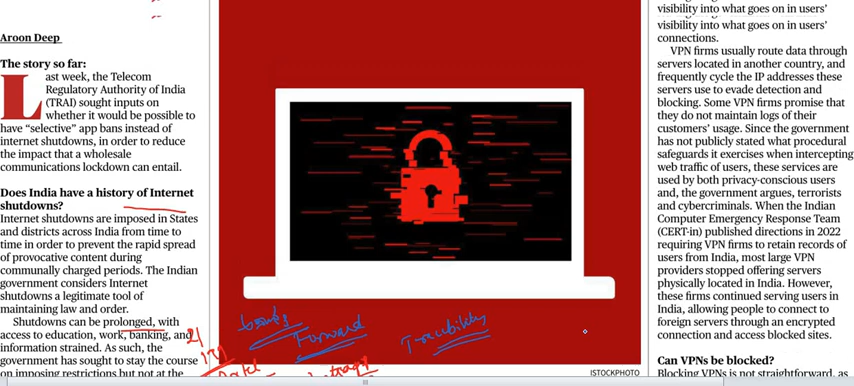 Aroon Deep
The story so far:
Last week, the Telecom
Regulatory Authority of India
(TRAI) sought inputs on
whether it would be possible to
have “selective” app bans instead of
internet shutdowns, in order to reduce
the impact that a wholesale
communications lockdown can entail.
Does India have a history of Internet
shutdowns?
Internet shutdowns are imposed in States
and districts across India from time to
time in order to prevent the rapid spread
of provocative content during
communally charged periods. The Indian
government considers Internet
shutdowns a legitimate tool of
maintaining law and order.
Shutdowns can be prolonged, with
access to education, work, banking, and
information strained. As such, the
government has sought to stay the course
on imposing restrictions but not at the
Forward
Tracibility
ISTOCKPHOTO
visibility into what goes on in users’
visibility into what goes on in users’
connections.
VPN firms usually route data through
servers located in another country, and
frequently cycle the IP addresses these
servers use to evade detection and
blocking. Some VPN firms promise that
they do not maintain logs of their
customers’ usage. Since the government
has not publicly stated what procedural
safeguards it exercises when intercepting
web traffic of users, these services are
used by both privacy-conscious users
and, the government argues, terrorists
and cybercriminals. When the Indian
Computer Emergency Response Team
(CERT-in) published directions in 2022
requiring VPN firms to retain records of
users from India, most large VPN
providers stopped offering servers
physically located in India. However,
these firms continued serving users in
India, allowing people to connect to
foreign servers through an encrypted
connection and access blocked sites.
Can VPNs be blocked?
Blocking VPNs is not straightforward, as